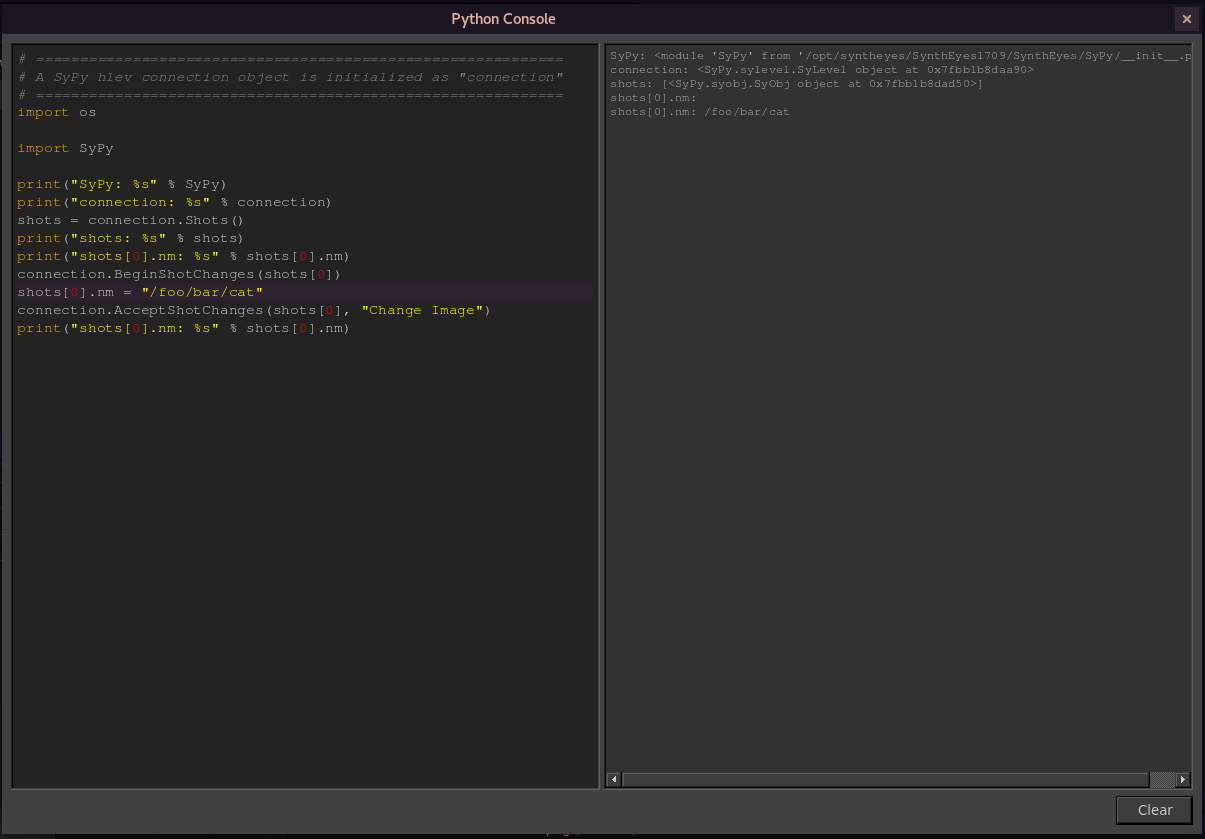 Python Console
# ============================================================
# A SyPy hlev connection object is initialized as "connection"
# ============================================================
import os
import SyPy
print("SyPy: %s" % SyPy)
print("connection: %s" % connection)
shots = connection.Shots()
print("shots: %s" % shots)
print("shots[0].nm: %s" % shots[0].nm)
connection.BeginShotChanges(shots[0])
shots[0].nm = "/foo/bar/cat"
connection.AcceptShotChanges(shots[0], "Change Image")
print("shots[0].nm: %s" % shots[0].nm)
SyPy: <module 'SyPy' from '/opt/syntheyes/SynthEyes1709/SynthEyes/SyPy/__init__.p
connection: <SyPy.sylevel.SyLevel object at 0x7fbb1b8daa90>
shots: [<SyPy.syobj.SyObj object at 0x7fbb1b8dad50>]
shots[0].nm:
shots[0].nm: /foo/bar/cat
Clear